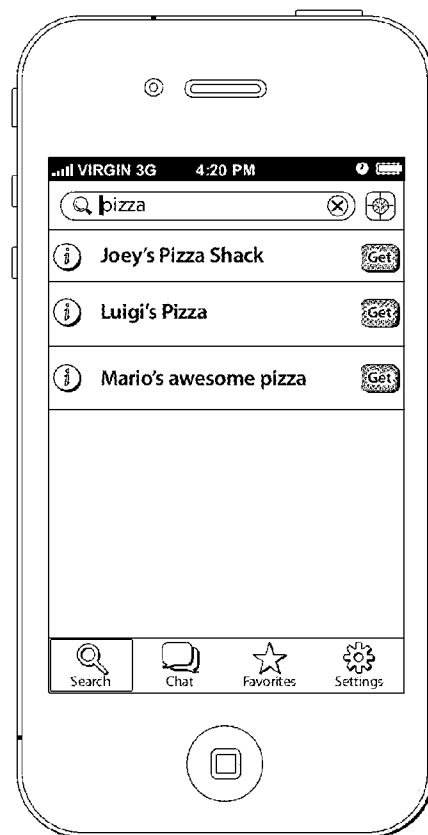 VIRGIN 3G 4:20 PM
pizza
i Joey's Pizza Shack Get
i Luigi's Pizza Get
i Mario's awesome pizza Get
Search Chat Favorites Settings